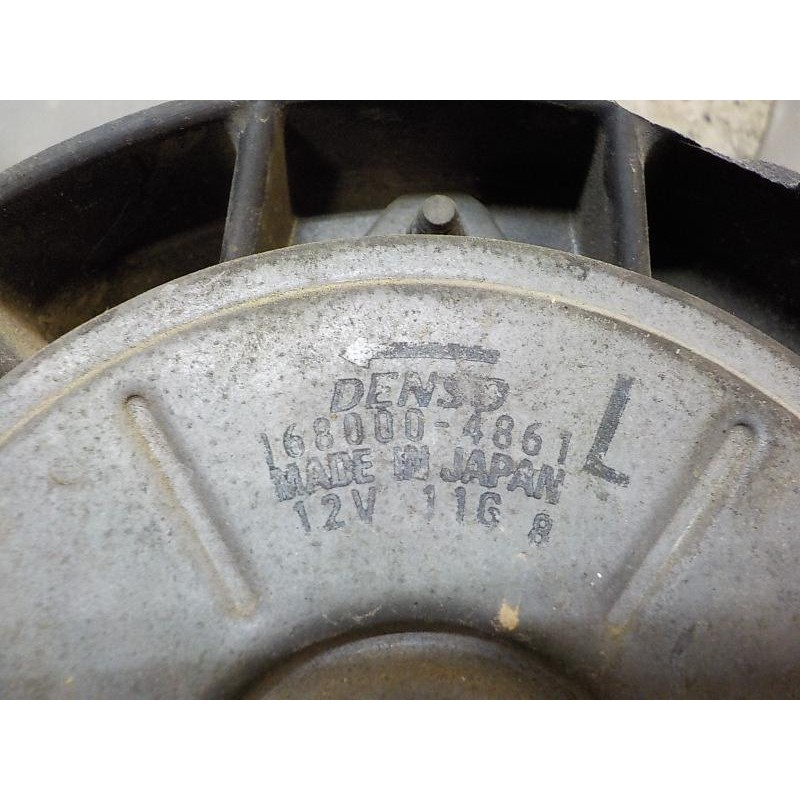 DENSO
168000-4861 L
MADE IN JAPAN
12V 11G 8